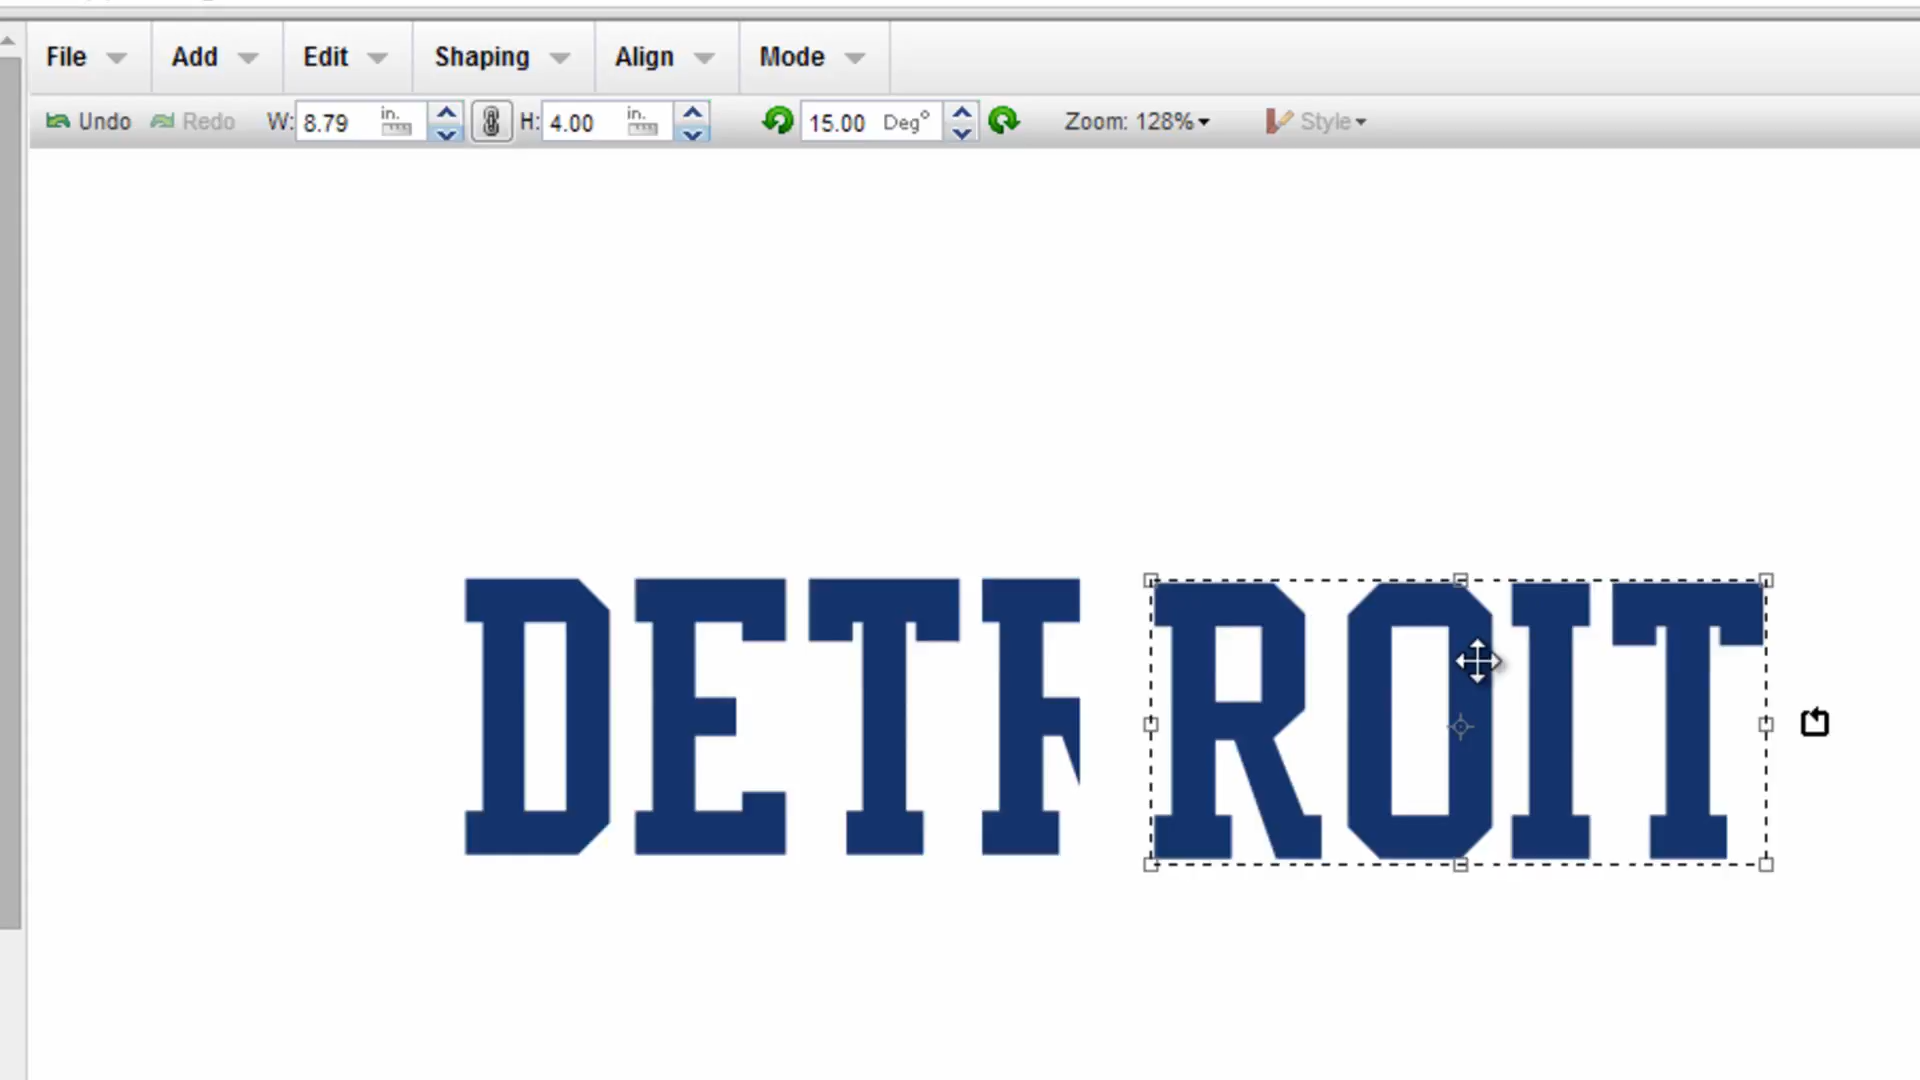 File Add Edit Shaping Align Mode
Undo Redo W: 8.79 in. H: 4.00 in. 15.00 Deg° Zoom: 128% Style
DETR ROIT